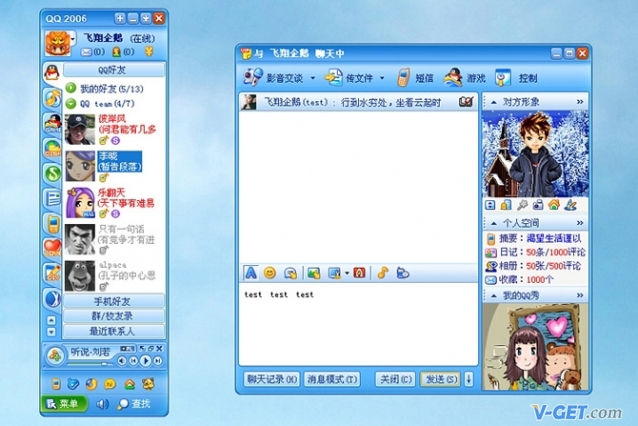 QQ 2006
飞翔企鹅 (在线)
(0) (0)
QQ好友
我的好友(5/13)
QQ team(4/7)
彼岸风
(问君能有几多
李晓
(暂告段落)
乐翻天
(天下事有难易
只有一句话
(有竞争才有进
alpaca
(孔子的中心思
手机好友
群/校友录
最近联系人
听说-刘若
菜单
查找
与 飞翔企鹅 聊天中
影音交谈
传文件
短信
游戏
控制
飞翔企鹅(test) : 行到水穷处，坐看云起时
test test test
聊天记录(H)
消息模式(T)
关闭(C)
发送(S)
对方形象
个人空间
摘要：渴望生活谨以
日记：50条/1000评论
相册：50张/500评论
收藏：1000个
我的QQ秀
V-GET.com